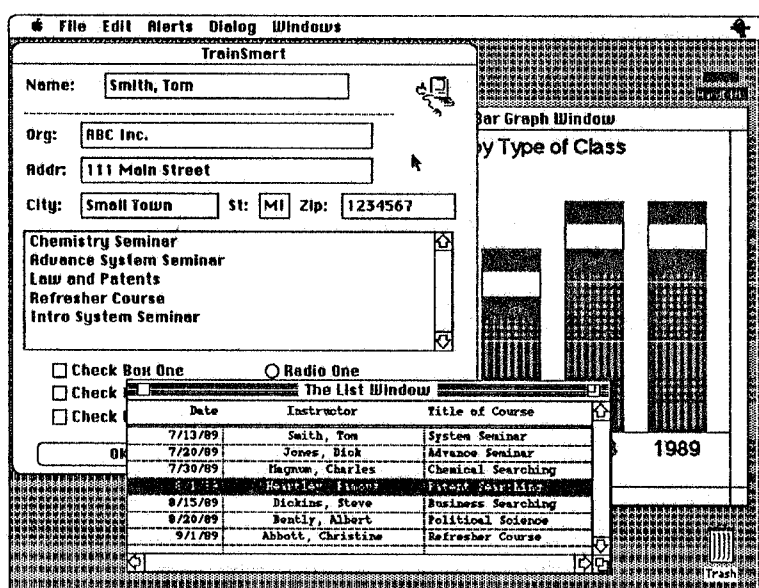 File Edit Alerts Dialog Windows
TrainSmart
Name: Smith, Tom
Org: ABC Inc.
Addr: 111 Main Street
City: Small Town St: MI Zip: 1234567
Chemistry Seminar
Advance System Seminar
Law and Patents
Refresher Course
Intro System Seminar
Check Box One Radio One
Check
Check
Bar Graph Window
by Type of Class
1989
The List Window
Date Instructor Title of Course
7/13/89 Smith, Tom System Seminar
7/20/89 Jones, Dick Advance Seminar
7/30/89 Magnum, Charles Chemical Searching
8/15/89 Dickins, Steve Business Searching
8/20/89 Bently, Albert Political Science
9/1/89 Abbott, Christine Refresher Course
Trash